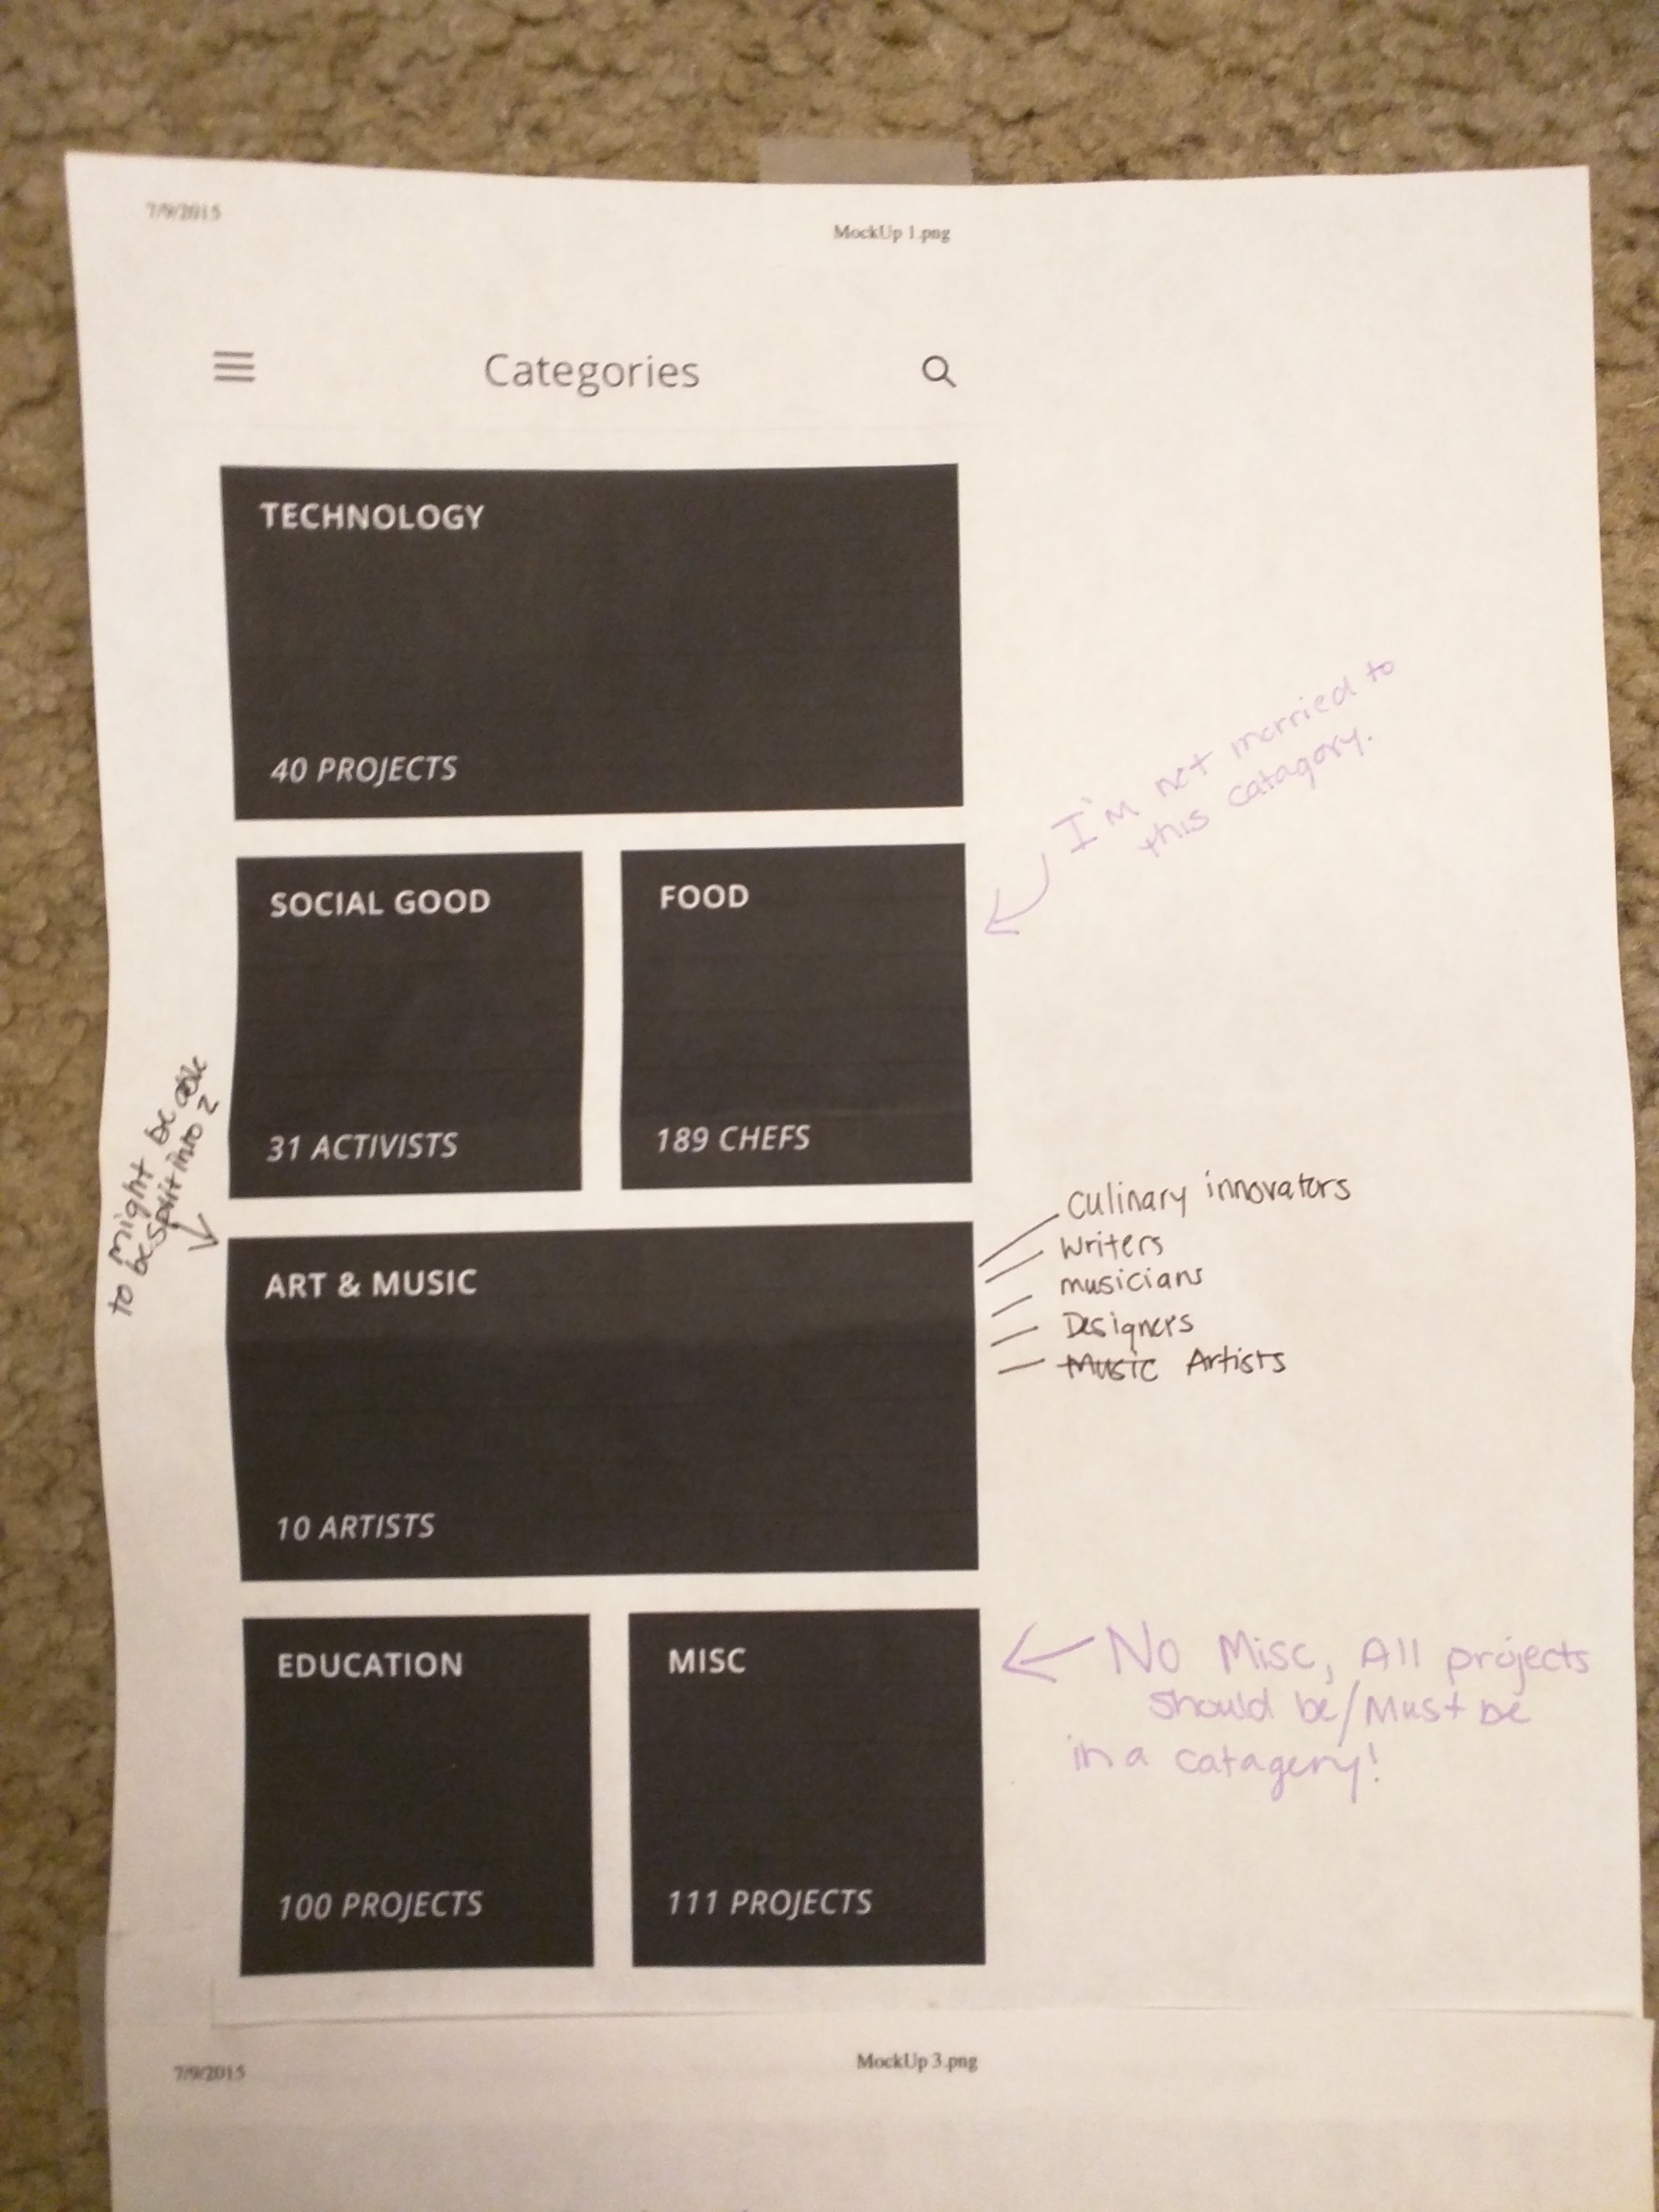 7/9/2015
MockUp 1.png
Categories
TECHNOLOGY
40 PROJECTS
I'm not married to
this catagory.
SOCIAL GOOD
FOOD
31 ACTIVISTS
189 CHEFS
might be able
to be split into 2
ART & MUSIC
culinary innovators
writers
musicians
Designers
Music Artists
10 ARTISTS
EDUCATION
MISC
No Misc, All projects
should be/Must be
in a catagery!
100 PROJECTS
111 PROJECTS
7/9/2015
MockUp 3.png